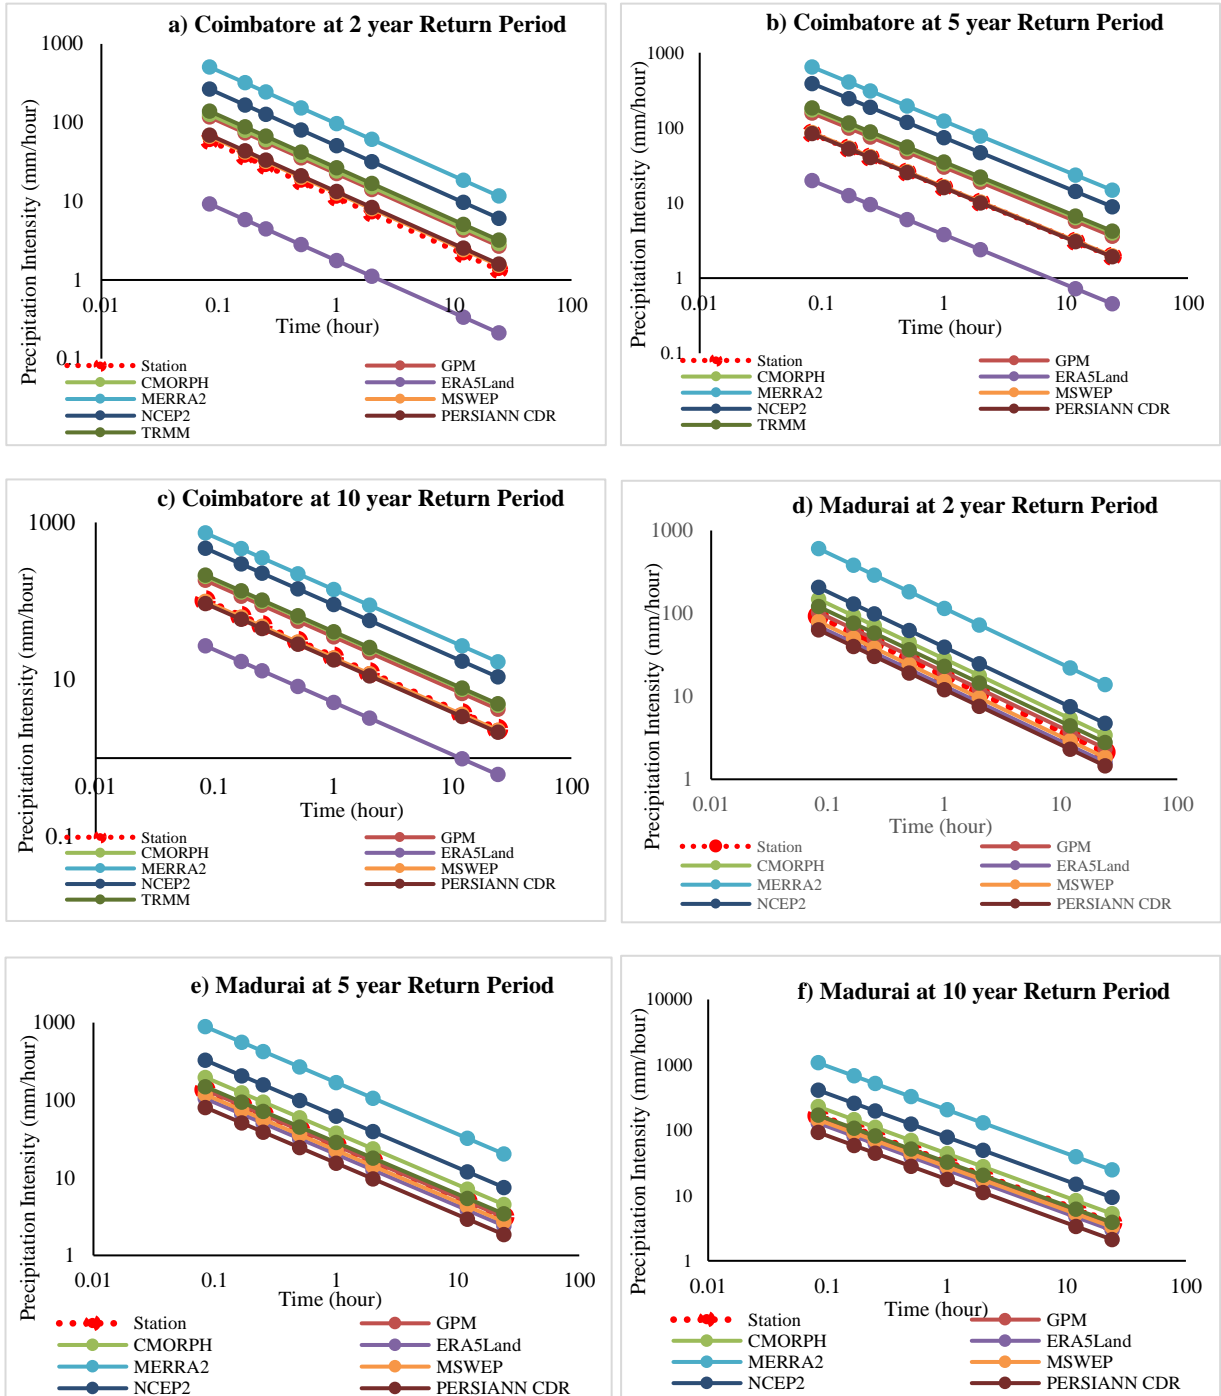 a) Coimbatore at 2 year Return Period
Precipitation Intensity (mm/hour)
1000
100
10
1
0.1
0.01 0.1 1 10 100
Time (hour)
Station GPM
CMORPH ERA5Land
MERRA2 MSWEP
NCEP2 PERSIANN CDR
TRMM
b) Coimbatore at 5 year Return Period
Precipitation Intensity (mm/hour)
1000
100
10
1
0.1
0.01 0.1 1 10 100
Time (hour)
Station GPM
CMORPH ERA5Land
MERRA2 MSWEP
NCEP2 PERSIANN CDR
TRMM
c) Coimbatore at 10 year Return Period
Precipitation Intensity (mm/hour)
1000
10
0.1
0.01 0.1 1 10 100
Time (hour)
Station GPM
CMORPH ERA5Land
MERRA2 MSWEP
NCEP2 PERSIANN CDR
TRMM
d) Madurai at 2 year Return Period
Precipitation Intensity (mm/hour)
1000
100
10
1
0.01 0.1 1 10 100
Time (hour)
Station GPM
CMORPH ERA5Land
MERRA2 MSWEP
NCEP2 PERSIANN CDR
e) Madurai at 5 year Return Period
Precipitation Intensity (mm/hour)
1000
100
10
1
0.01 0.1 1 10 100
Time (hour)
Station GPM
CMORPH ERA5Land
MERRA2 MSWEP
NCEP2 PERSIANN CDR
f) Madurai at 10 year Return Period
Precipitation Intensity (mm/hour)
10000
1000
100
10
1
0.01 0.1 1 10 100
Time (hour)
Station GPM
CMORPH ERA5Land
MERRA2 MSWEP
NCEP2 PERSIANN CDR